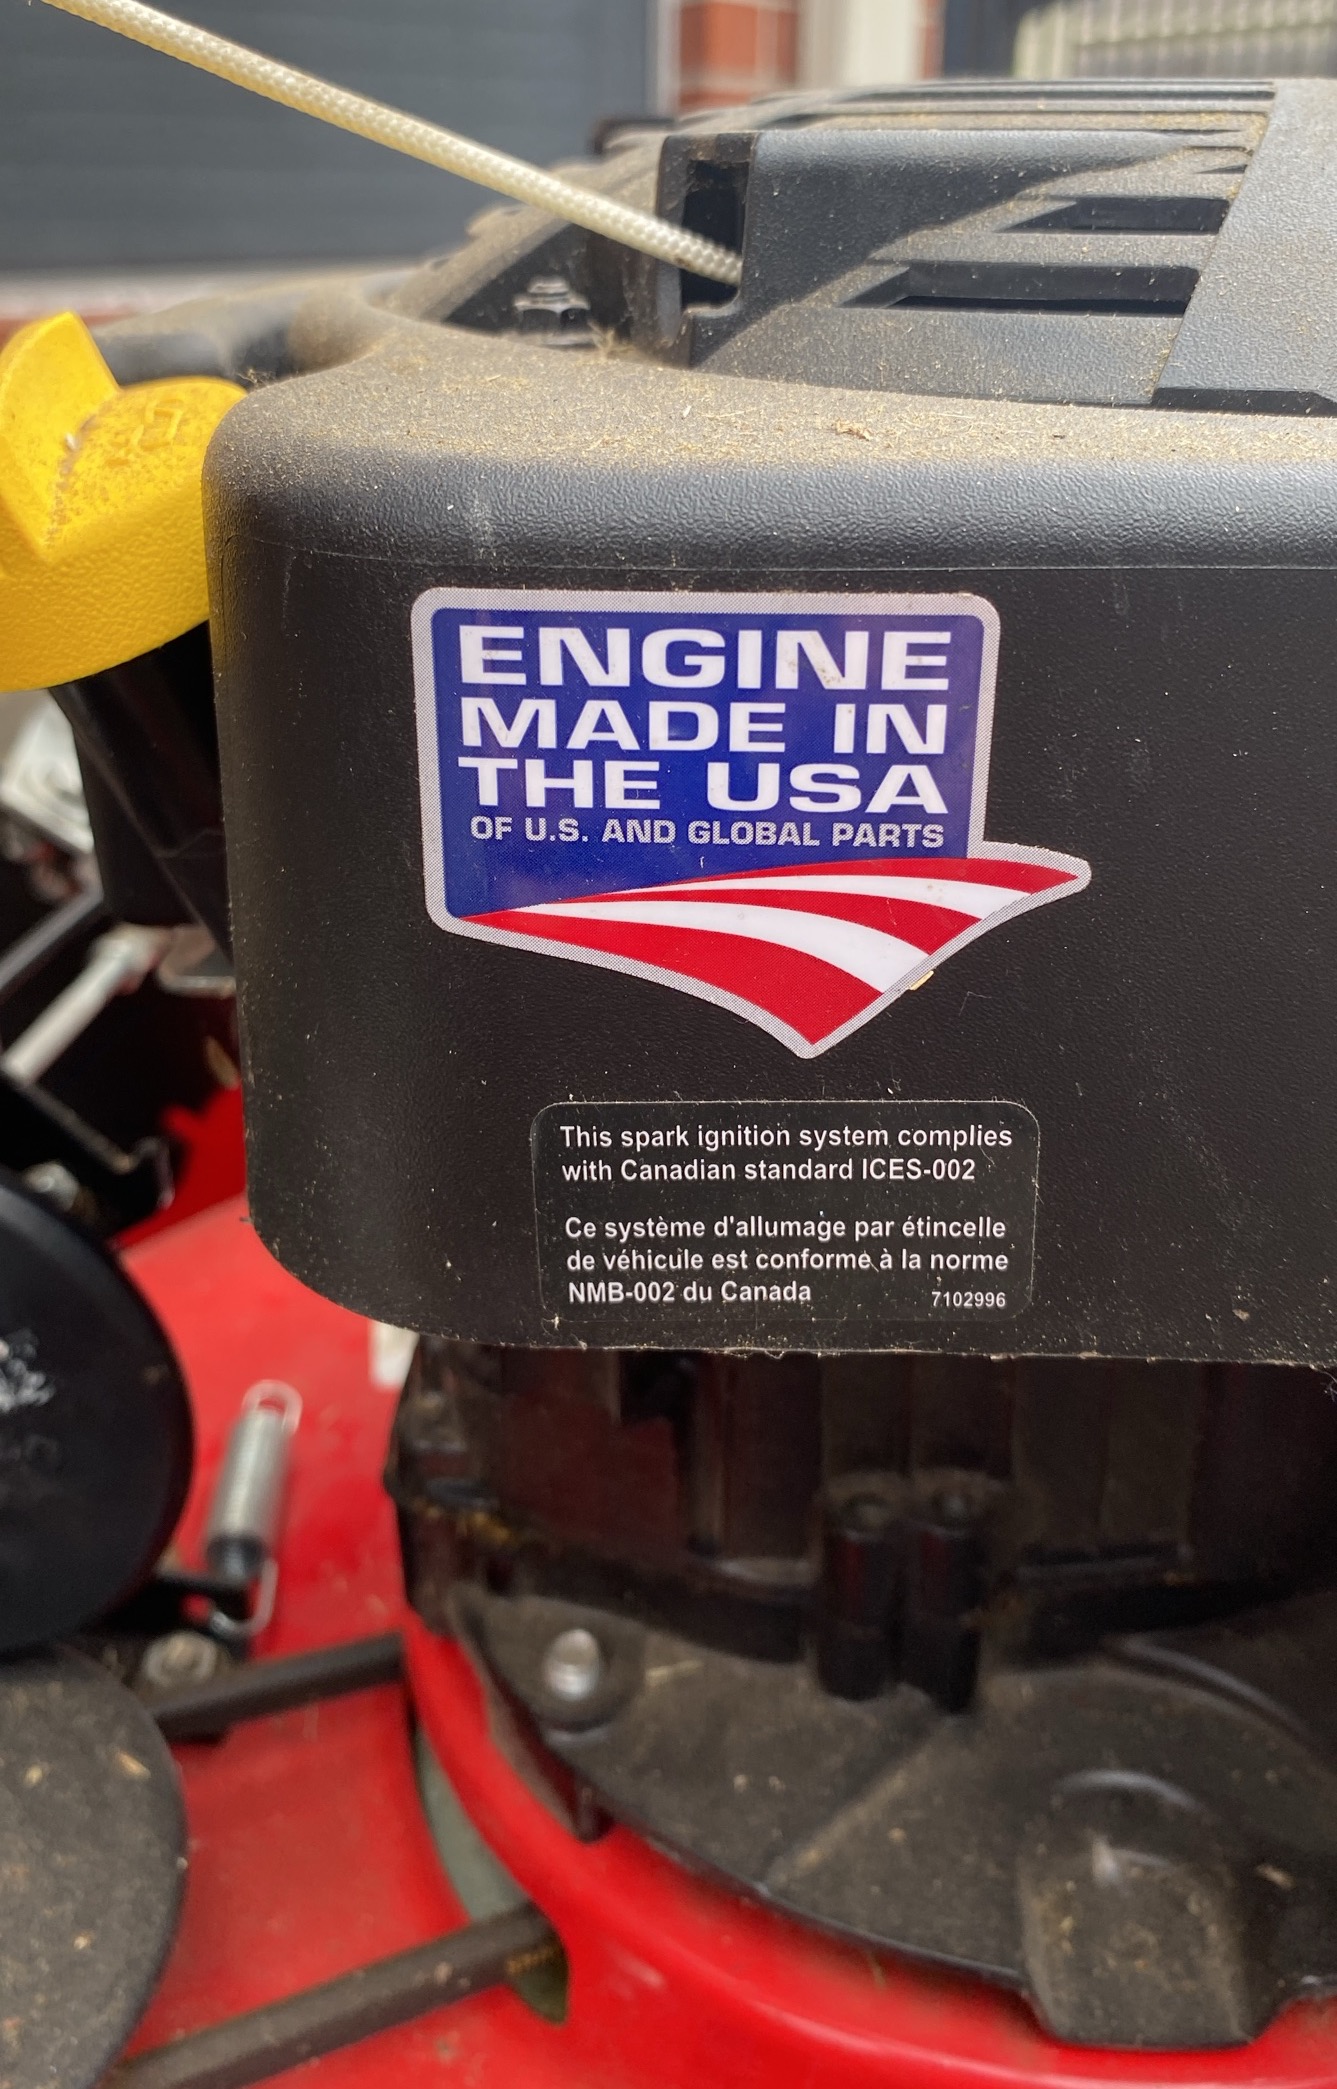 ENGINE
MADE IN
THE USA
OF U.S. AND GLOBAL PARTS
This spark ignition system complies
with Canadian standard ICES-002
Ce système d'allumage par étincelle
de véhicule est conforme à la norme
NMB-002 du Canada
7102996